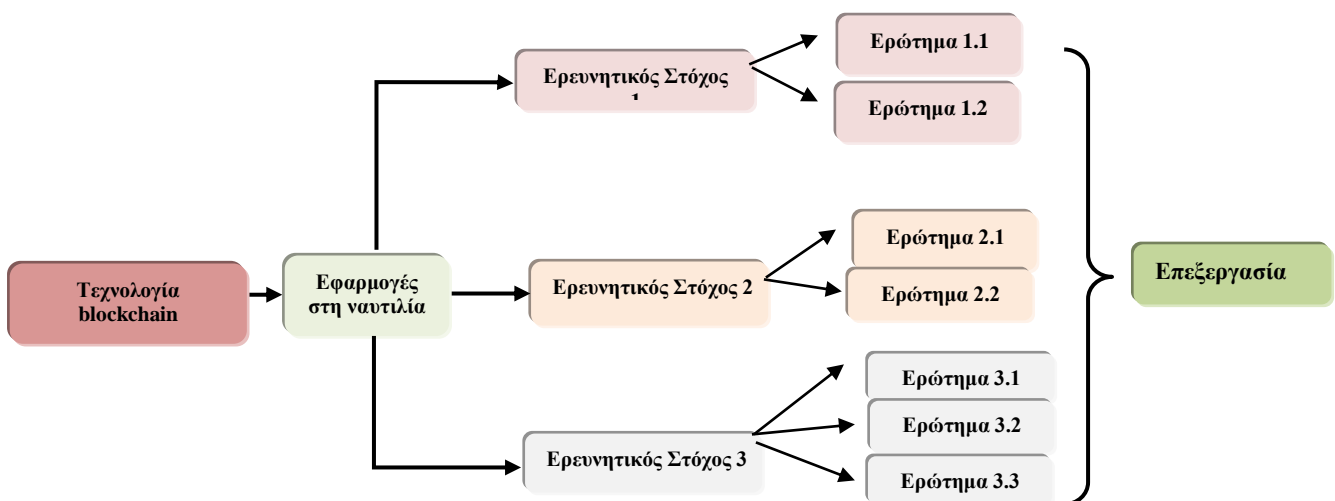 Τεχνολογία
blockchain
Εφαρμογές
στη ναυτιλία
Ερευνητικός Στόχος
1
Ερώτημα 1.1
Ερώτημα 1.2
Ερευνητικός Στόχος 2
Ερώτημα 2.1
Ερώτημα 2.2
Ερευνητικός Στόχος 3
Ερώτημα 3.1
Ερώτημα 3.2
Ερώτημα 3.3
Επεξεργασία